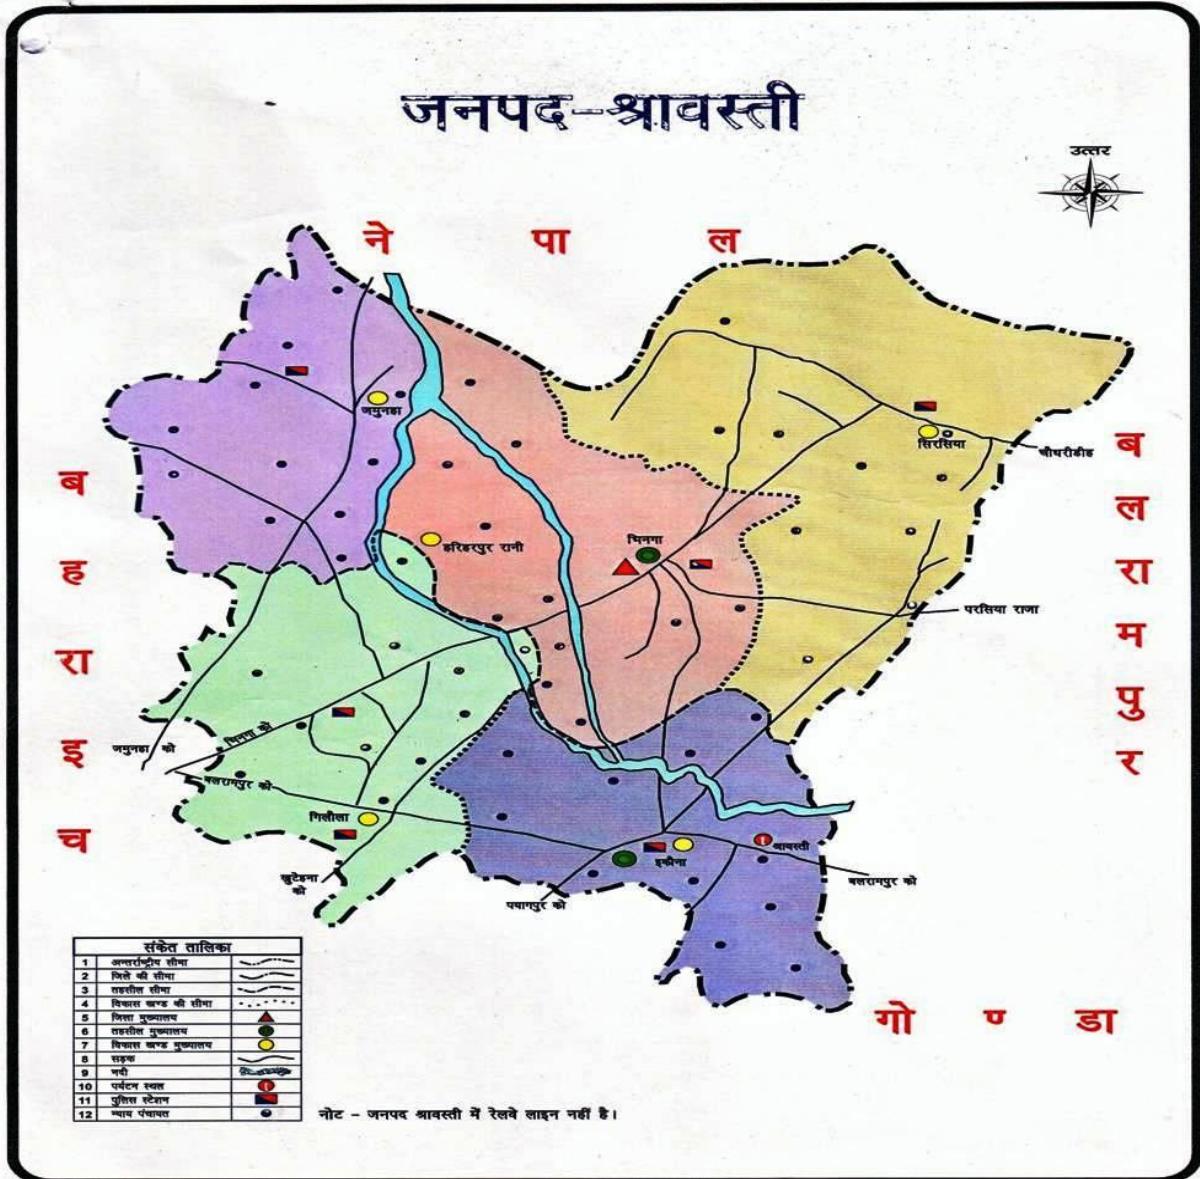 जनपद-श्रावस्ती
उत्तर
ने पा ल
जमुनहा
सिरसिया
चौधरीडीह
ब ह रा इ च
ब ल रा म पु र
हरिहरपुर रानी
भिनगा
परसिया राजा
जमुनहा को
भिनगा को
बलरामपुर को
गिलौला
खुटेहना
को
इकौना
श्रावस्ती
पयागपुर को
बलरामपुर को
गो ण्ण डा
संकेत तालिका
1 अन्तर्राष्ट्रीय सीमा
2 जिले की सीमा
3 तहसील सीमा
4 विकास खण्ड की सीमा
5 जिला मुख्यालय
6 तहसील मुख्यालय
7 विकास खण्ड मुख्यालय
8 सड़क
9 नदी
10 पर्यटन स्थल
11 पुलिस स्टेशन
12 न्याय पंचायत
नोट - जनपद श्रावस्ती में रेलवे लाइन नहीं है।